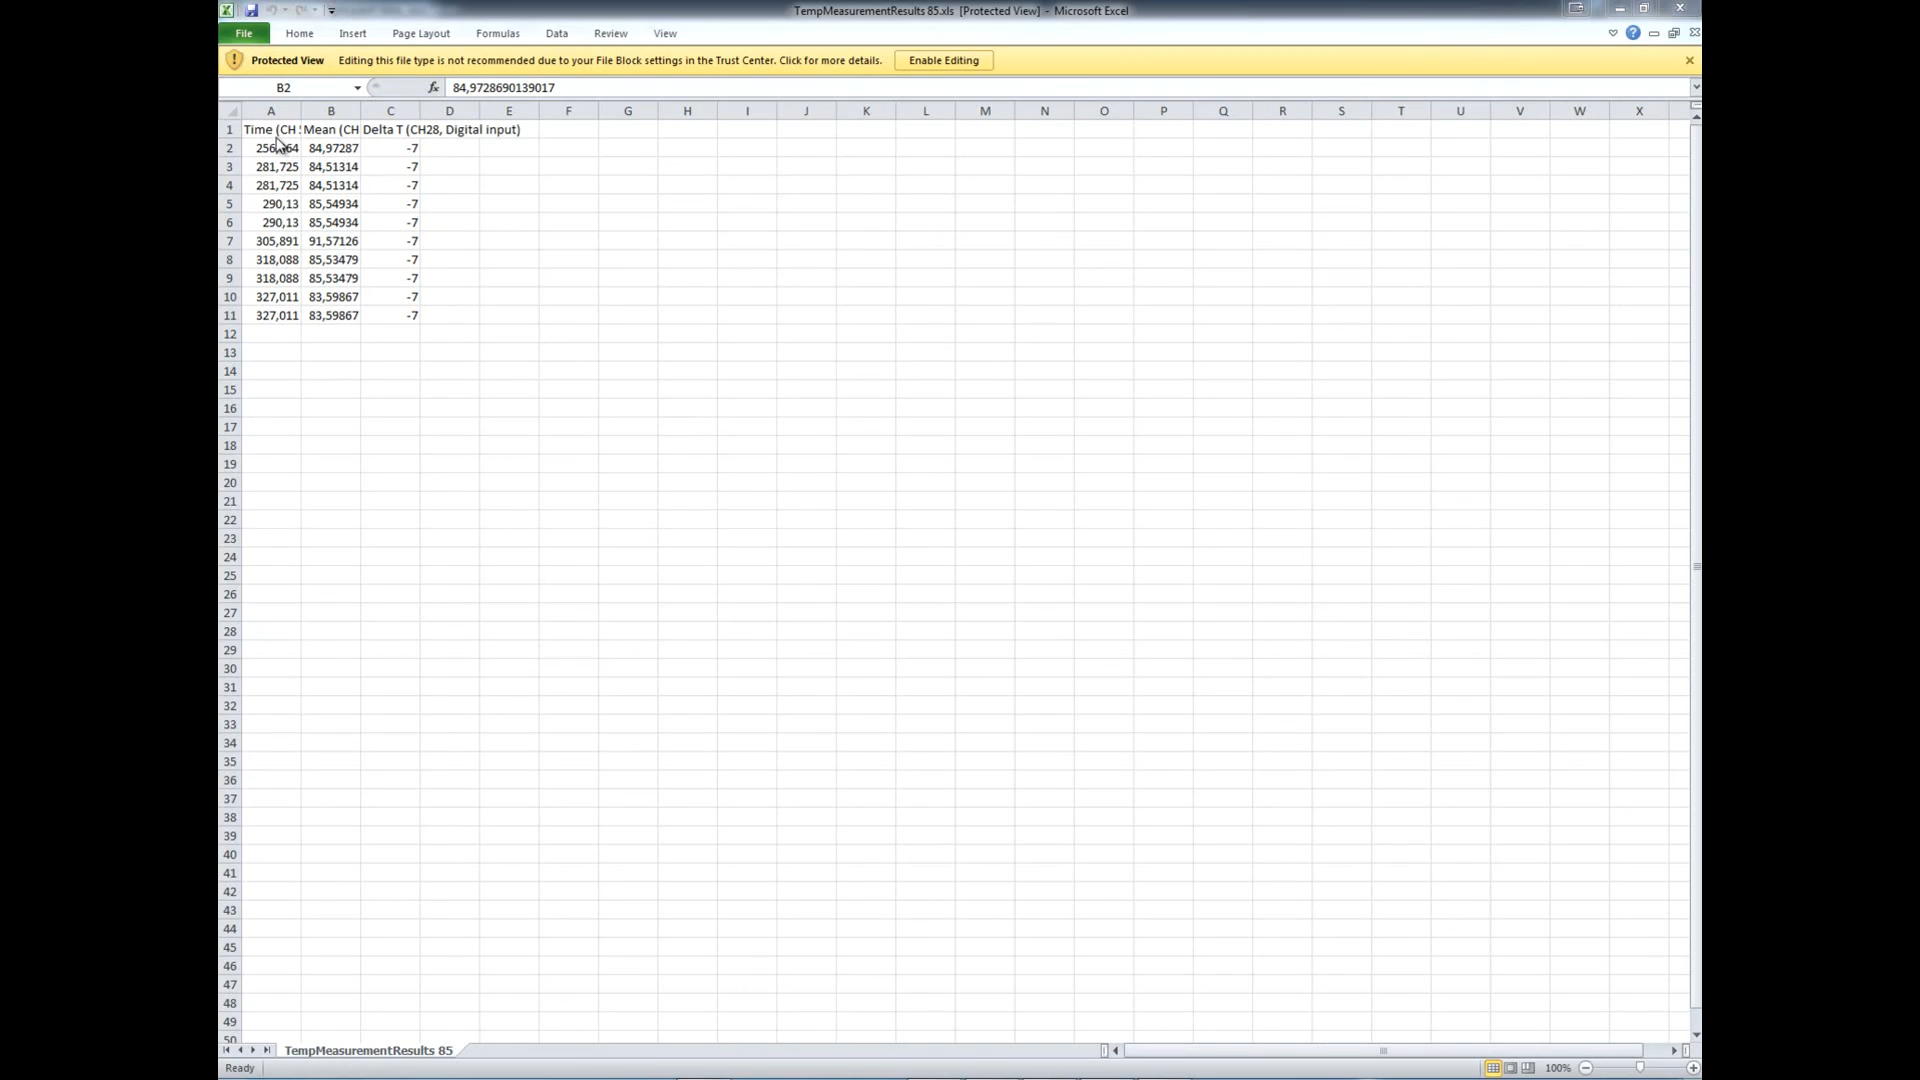 TempMeasurementResults 85.xls [Protected View] - Microsoft Excel
File Home Insert Page Layout Formulas Data Review View
Protected View Editing this file type is not recommended due to your File Block settings in the Trust Center. Click for more details. Enable Editing
B2 fx 84,9728690139017
A B C D E F G H I J K L M N O P Q R S T U V W X
1 Time (CH Mean (CH Delta T (CH28, Digital input)
2 84,97287 -7
3 281,725 84,51314 -7
4 281,725 84,51314 -7
5 290,13 85,54934 -7
6 290,13 85,54934 -7
7 305,891 91,57126 -7
8 318,088 85,53479 -7
9 318,088 85,53479 -7
10 327,011 83,59867 -7
11 327,011 83,59867 -7
12
13
14
15
16
17
18
19
20
21
22
23
24
25
26
27
28
29
30
31
32
33
34
35
36
37
38
39
40
41
42
43
44
45
46
47
48
49
50
TempMeasurementResults 85
Ready 100%